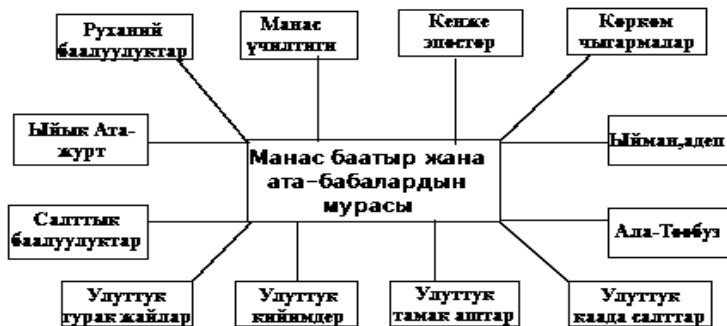 Руханий
баалуулуктар
Манас
үчилтиги
Кенже
эпостор
Көркөм
чыгармалар
Ыйык Ата-
журт
Манас баатыр жана
ата-бабалардын
мурасы
Ыйман,адеп
Салттык
баалуулуктар
Ала-Тообуз
Улуттук
турак жайлар
Улуттук
кийимдер
Улуттук
тамак аштар
Улуттук
каада салттар